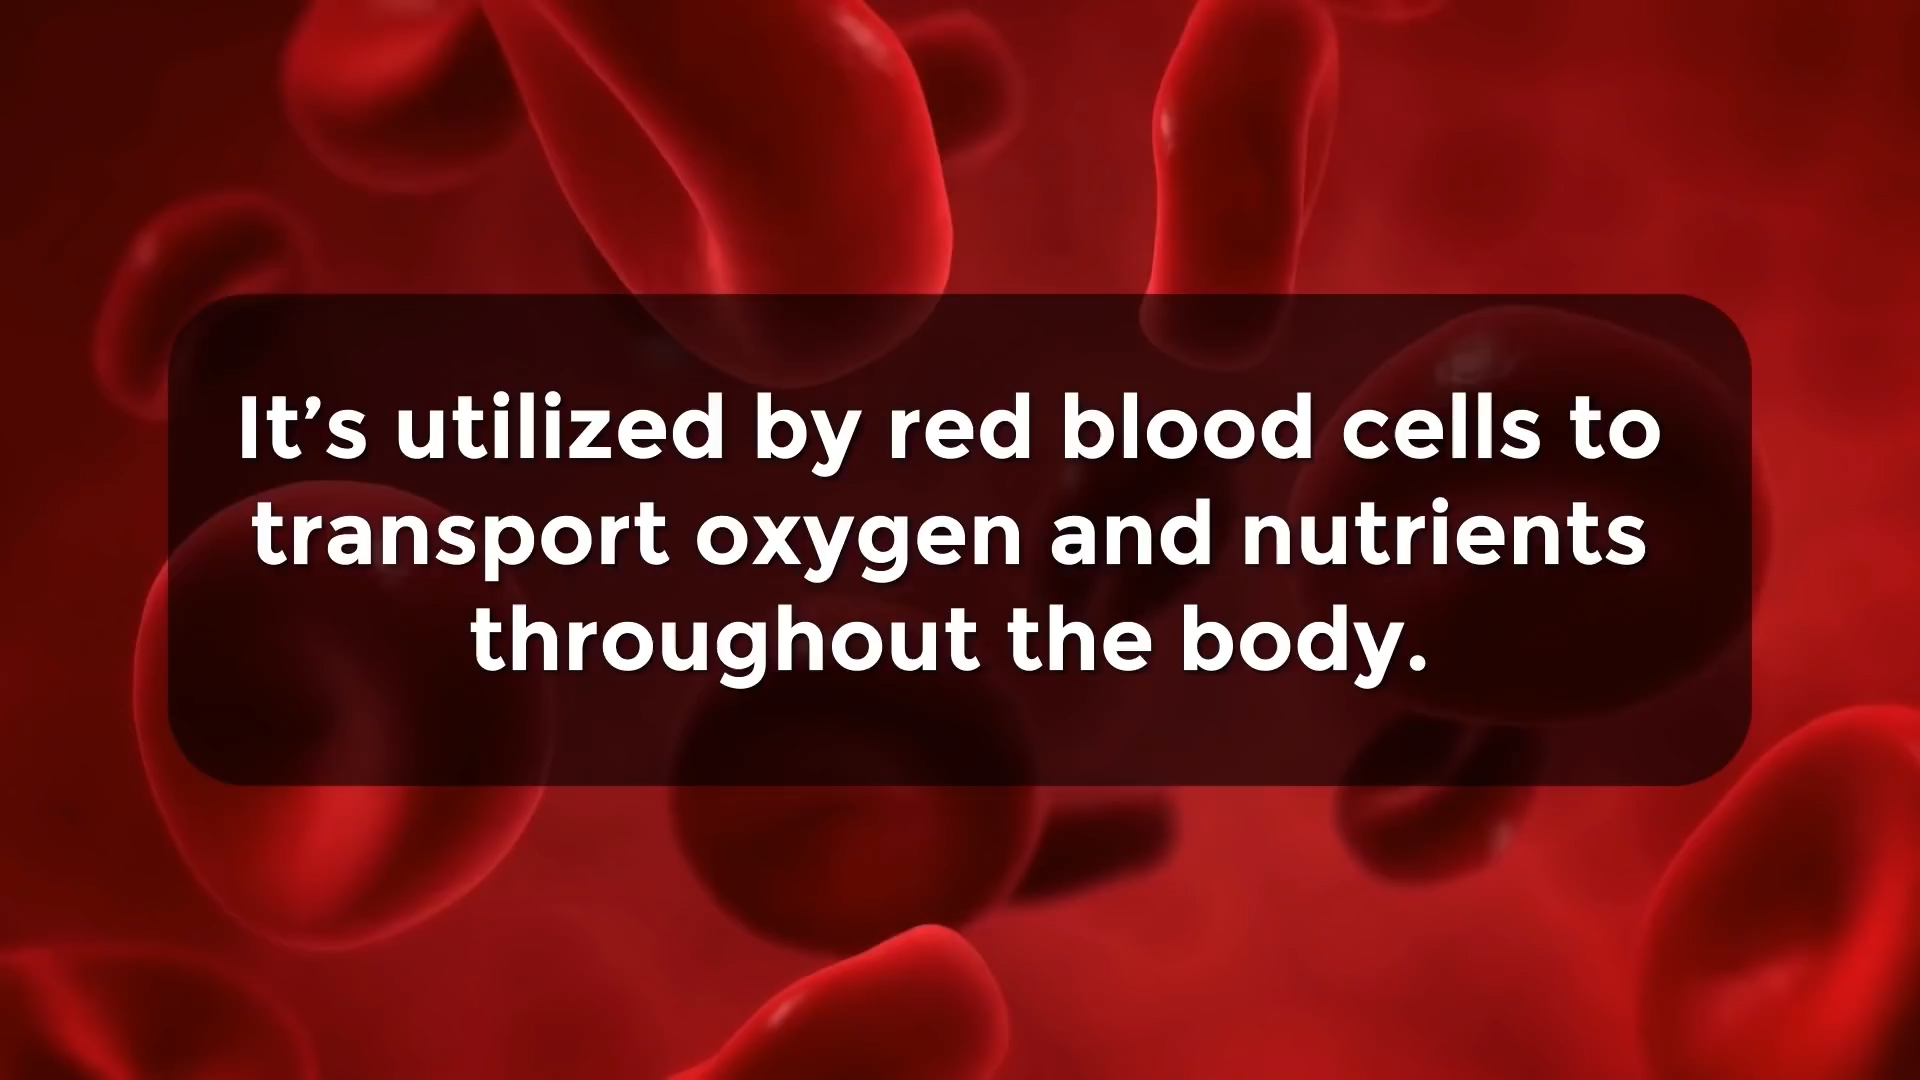 It’s utilized by red blood cells to
transport oxygen and nutrients
throughout the body.